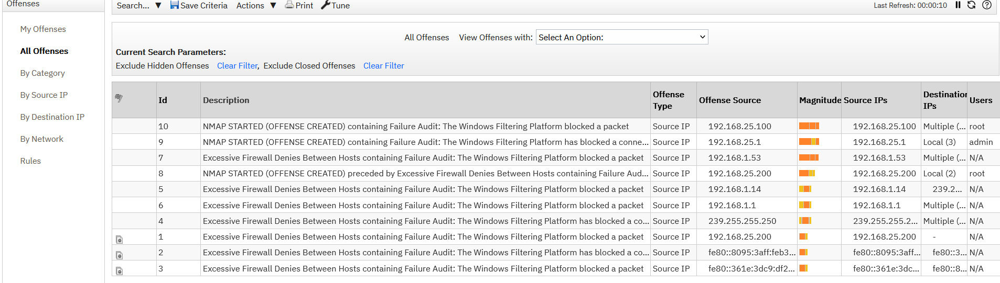 Offenses
Search... ▼ Save Criteria Actions ▼ Print Tune Last Refresh: 00:00:10
My Offenses
All Offenses
By Category
By Source IP
By Destination IP
By Network
Rules
All Offenses View Offenses with: Select An Option:
Current Search Parameters:
Exclude Hidden Offenses Clear Filter, Exclude Closed Offenses Clear Filter
Id Description Offense Type Offense Source Magnitude Source IPs Destination IPs Users
10 NMAP STARTED (OFFENSE CREATED) containing Failure Audit: The Windows Filtering Platform blocked a packet Source IP 192.168.25.100 192.168.25.100 Multiple (... root
9 NMAP STARTED (OFFENSE CREATED) containing Failure Audit: The Windows Filtering Platform has blocked a conne... Source IP 192.168.25.1 192.168.25.1 Local (3) admin
7 Excessive Firewall Denies Between Hosts containing Failure Audit: The Windows Filtering Platform blocked a packet Source IP 192.168.1.53 192.168.1.53 Multiple (... N/A
8 NMAP STARTED (OFFENSE CREATED) preceded by Excessive Firewall Denies Between Hosts containing Failure Aud... Source IP 192.168.25.200 192.168.25.200 Local (2) root
5 Excessive Firewall Denies Between Hosts containing Failure Audit: The Windows Filtering Platform blocked a packet Source IP 192.168.1.14 192.168.1.14 239.2... N/A
6 Excessive Firewall Denies Between Hosts containing Failure Audit: The Windows Filtering Platform blocked a packet Source IP 192.168.1.1 192.168.1.1 Multiple (... N/A
4 Excessive Firewall Denies Between Hosts containing Failure Audit: The Windows Filtering Platform has blocked a co... Source IP 239.255.255.250 239.255.255.2... Multiple (... N/A
1 Excessive Firewall Denies Between Hosts containing Failure Audit: The Windows Filtering Platform blocked a packet Source IP 192.168.25.200 192.168.25.200 - N/A
2 Excessive Firewall Denies Between Hosts containing Failure Audit: The Windows Filtering Platform has blocked a co... Source IP fe80::8095:3aff:feb3... fe80::8095:3aff... fe80::3... N/A
3 Excessive Firewall Denies Between Hosts containing Failure Audit: The Windows Filtering Platform blocked a packet Source IP fe80::361e:3dc9:df2... fe80::361e:3dc... fe80::8... N/A